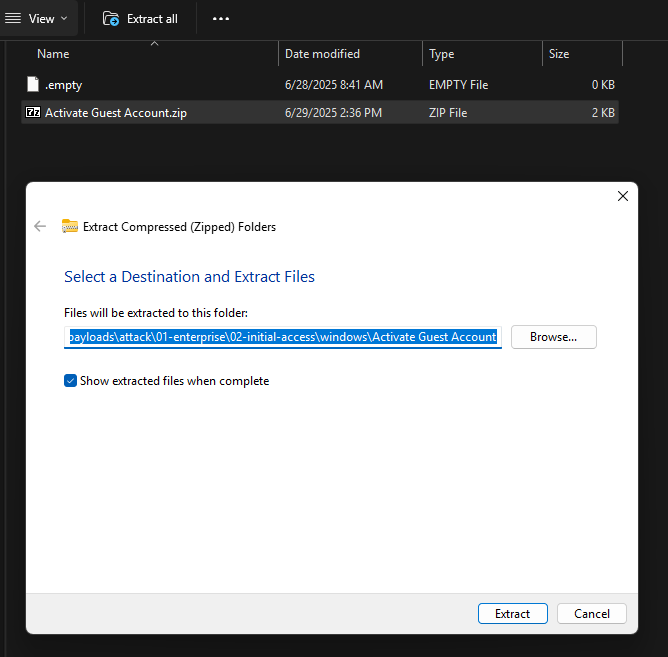 View Extract all
Name Date modified Type Size
.empty 6/28/2025 8:41 AM EMPTY File 0 KB
7z Activate Guest Account.zip 6/29/2025 2:36 PM ZIP File 2 KB
Extract Compressed (Zipped) Folders
Select a Destination and Extract Files
Files will be extracted to this folder:
payloads\attack\01-enterprise\02-initial-access\windows\Activate Guest Account Browse...
Show extracted files when complete
Extract Cancel